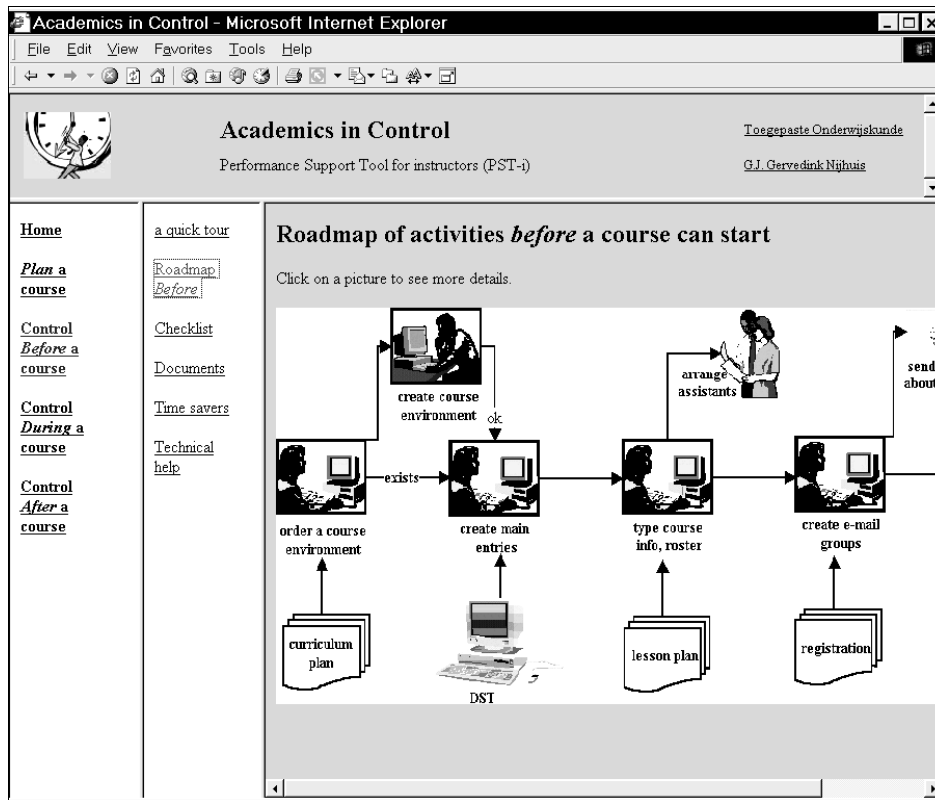 Academics in Control - Microsoft Internet Explorer
File Edit View Favorites Tools Help
Academics in Control
Performance Support Tool for instructors (PST-i)
Toegepaste Onderwijskunde
G.J. Gervedink Nijhuis
Home
Plan a
course
Control
Before a
course
Control
During a
course
Control
After a
course
a quick tour
Roadmap
Before
Checklist
Documents
Time savers
Technical
help
Roadmap of activities before a course can start
Click on a picture to see more details.
create course
environment
ok
arrange
assistants
send
about
exists
order a course
environment
create main
entries
type course
info, roster
create e-mail
groups
curriculum
plan
DST
lesson plan
registration